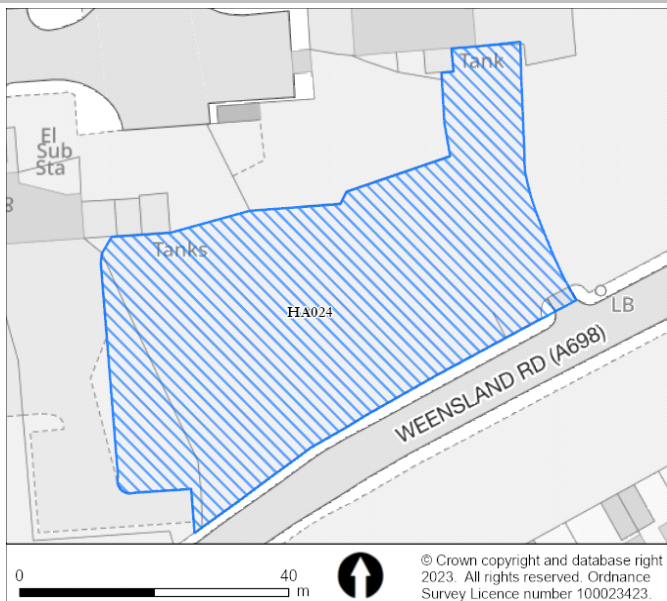 Tank
El
Sub
Sta
8
Tanks
HA024
LB
WEENSLAND RD (A698)
0
40
m
© Crown copyright and database right
2023. All rights reserved. Ordnance
Survey Licence number 100023423.